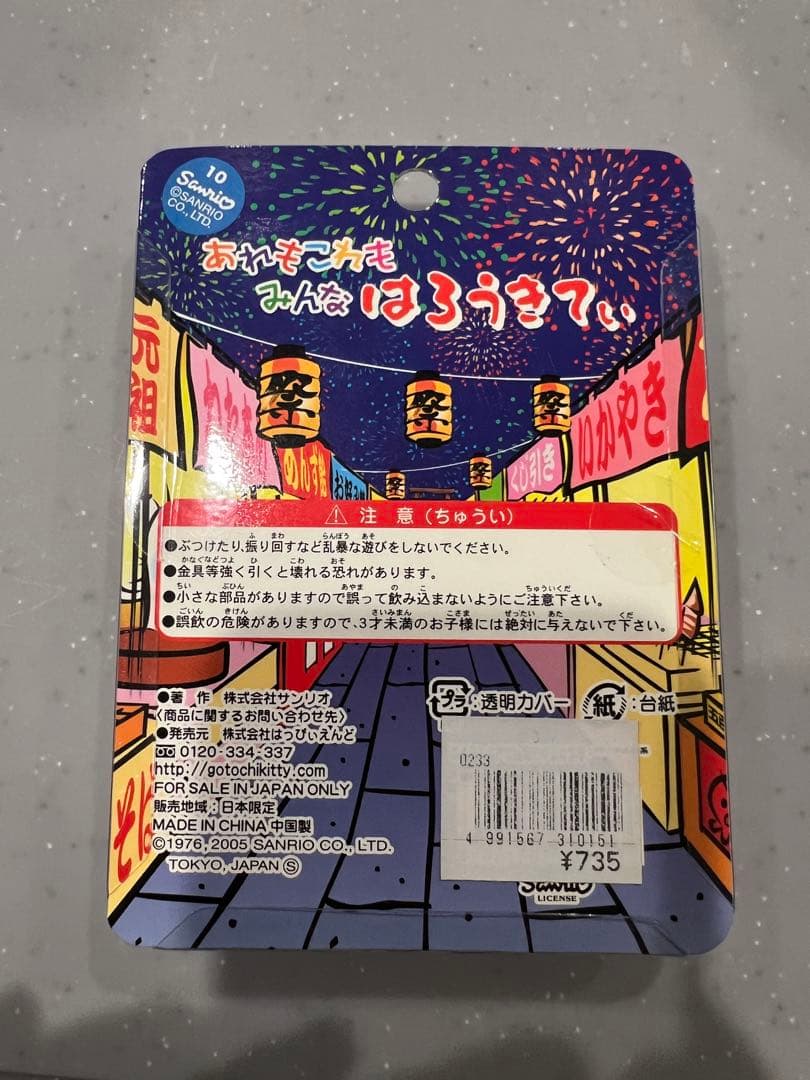 10
Sanrio
©SANRIO
CO., LTD.
あれもこれも
みんな はろうきてぃ
元祖
祭
祭
祭
祭
祭
くじ引き
いかやき
⚠ 注 意 (ちゅうい)
●ぶつけたり、振り回すなど乱暴な遊びをしないでください。
●金具等強く引くと壊れる恐れがあります。
●小さな部品がありますので誤って飲み込まないようにご注意下さい。
●誤飲の危険がありますので、3才未満のお子様には絶対に与えないで下さい。
●著 作 株式会社サンリオ
〈商品に関するお問い合わせ先〉
●発売元 株式会社はっぴぃえんど
0120-334-337
http://gotochikitty.com
FOR SALE IN JAPAN ONLY
販売地域:日本限定
MADE IN CHINA 中国製
©1976, 2005 SANRIO CO., LTD.
TOKYO, JAPAN Ⓢ
プラ:透明カバー 紙:台紙
系
0233
4 991567 310151
¥735
Sanrio
LICENSE
そば